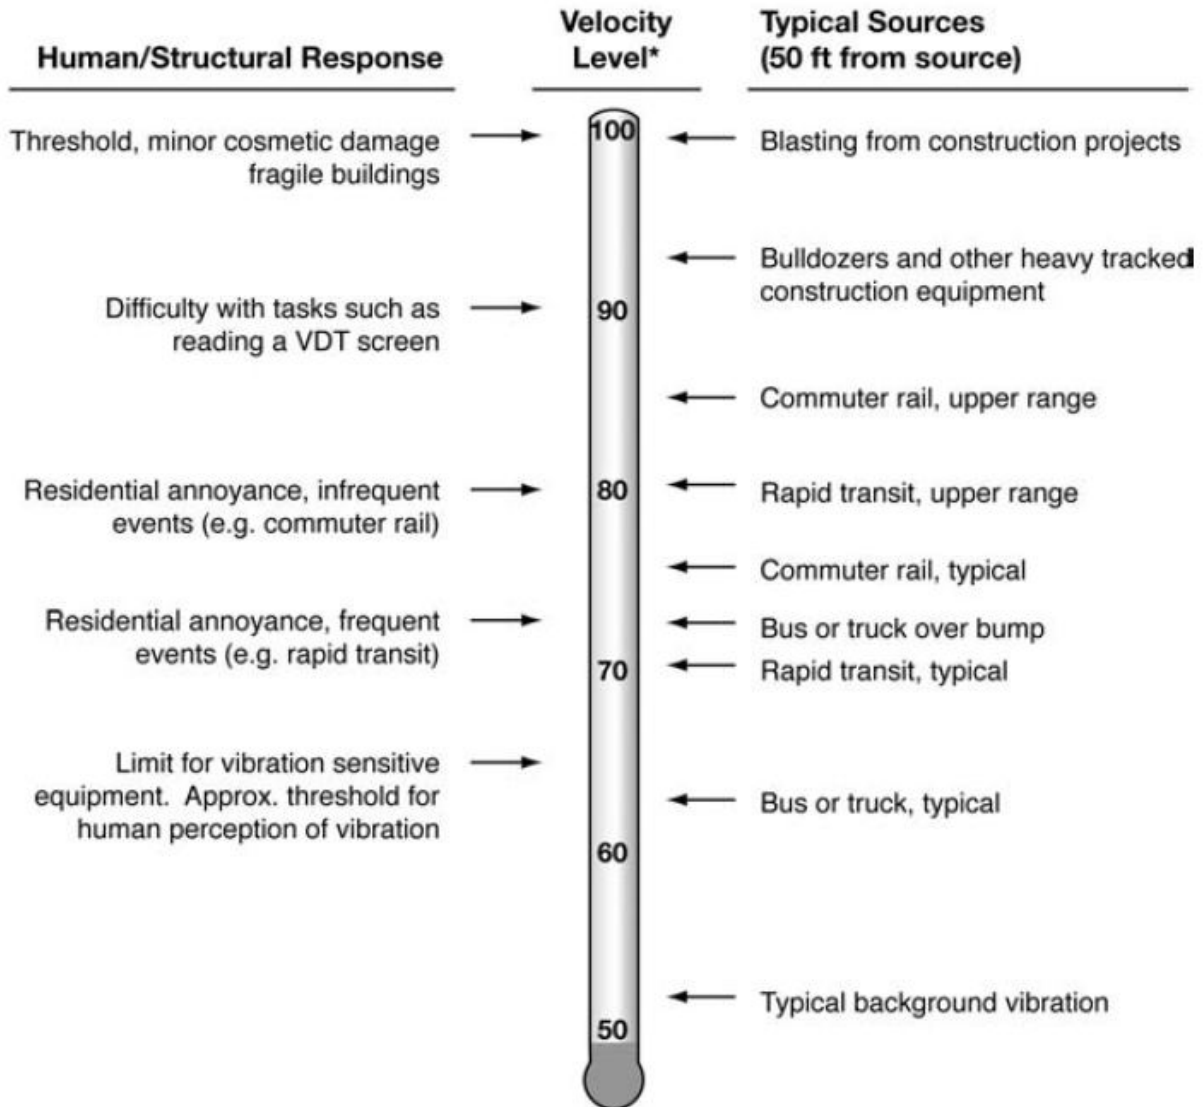 Human/Structural Response
Velocity
Level*
Typical Sources
(50 ft from source)
Threshold, minor cosmetic damage
fragile buildings
100
Blasting from construction projects
Bulldozers and other heavy tracked
construction equipment
Difficulty with tasks such as
reading a VDT screen
90
Commuter rail, upper range
Residential annoyance, infrequent
events (e.g. commuter rail)
80
Rapid transit, upper range
Commuter rail, typical
Residential annoyance, frequent
events (e.g. rapid transit)
Bus or truck over bump
70
Rapid transit, typical
Limit for vibration sensitive
equipment. Approx. threshold for
human perception of vibration
Bus or truck, typical
60
Typical background vibration
50